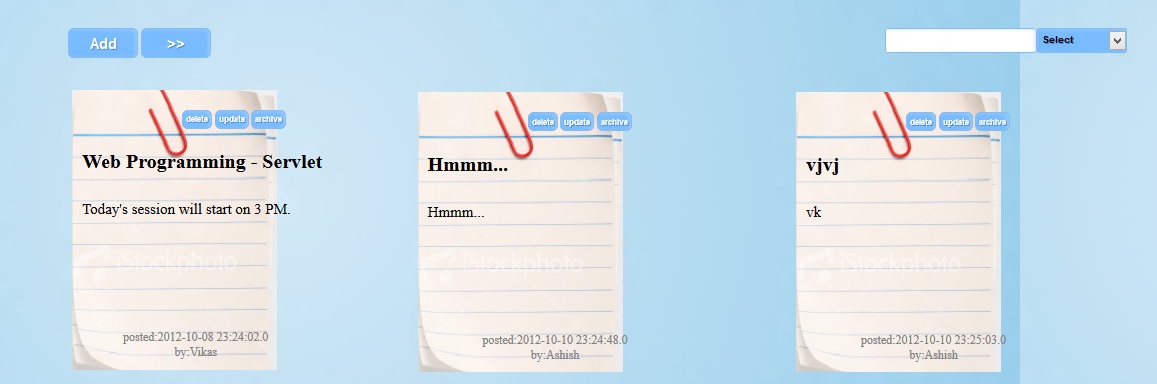 Add
>>
Select
delete
update
archive
Web Programming - Servlet
Today's session will start on 3 PM.
iStockphoto
posted:2012-10-08 23:24:02.0
by:Vikas
delete
update
archive
Hmmm...
Hmmm...
iStockphoto
posted:2012-10-10 23:24:48.0
by:Ashish
delete
update
archive
vjvj
vk
iStockphoto
posted:2012-10-10 23:25:03.0
by:Ashish